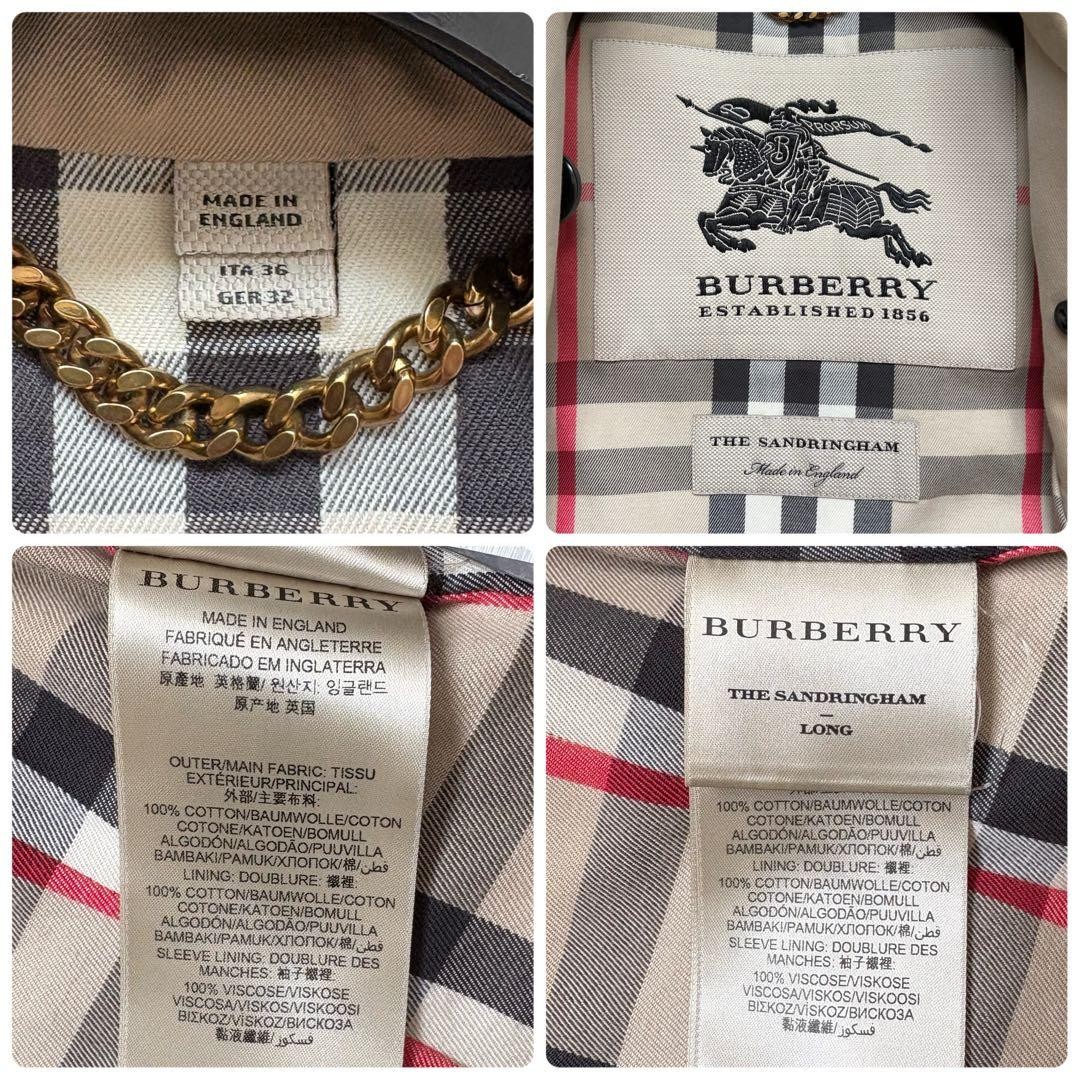 MADE IN
ENGLAND
ITA 36
GER 32
PRORSUM
BURBERRY
ESTABLISHED 1856
THE SANDRINGHAM
Made in England
BURBERRY
MADE IN ENGLAND
FABRIQUÉ EN ANGLETERRE
FABRICADO EM INGLATERRA
原產地 英格蘭/ 원산지: 잉글랜드
原产地 英国
OUTER/MAIN FABRIC: TISSU
EXTÉRIEUR/PRINCIPAL:
外部/主要布料:
100% COTTON/BAUMWOLLE/COTON
COTONE/KATOEN/BOMULL
ALGODÓN/ALGODÃO/PUUVILLA
BAMBAKI/PAMUK/ХЛОПОК/棉/قطن
LINING: DOUBLURE: 襯裡:
100% COTTON/BAUMWOLLE/COTON
COTONE/KATOEN/BOMULL
ALGODÓN/ALGODÃO/PUUVILLA
BAMBAKI/PAMUK/ХЛОПОК/棉/قطن
SLEEVE LINING: DOUBLURE DES
MANCHES: 袖子襯裡:
100% VISCOSE/VISKOSE
VISCOSA/VISKOS/VISKOOSI
ΒΙΣΚΟΖ/VİSKOZ/ВИСКОЗА
黏液纖維/فسكوز
BURBERRY
THE SANDRINGHAM
–
LONG
外部/主要布料:
100% COTTON/BAUMWOLLE/COTON
COTONE/KATOEN/BOMULL
ALGODÓN/ALGODÃO/PUUVILLA
BAMBAKI/PAMUK/ХЛОПОК/棉/قطن
LINING: DOUBLURE: 襯裡:
100% COTTON/BAUMWOLLE/COTON
COTONE/KATOEN/BOMULL
ALGODÓN/ALGODÃO/PUUVILLA
BAMBAKI/PAMUK/ХЛОПОК/棉/قطن
SLEEVE LINING: DOUBLURE DES
MANCHES: 袖子襯裡:
100% VISCOSE/VISKOSE
VISCOSA/VISKOS/VISKOOSI
ΒΙΣΚΟΖ/VİSKOZ/ВИСКОЗА
黏液纖維/فسكوز